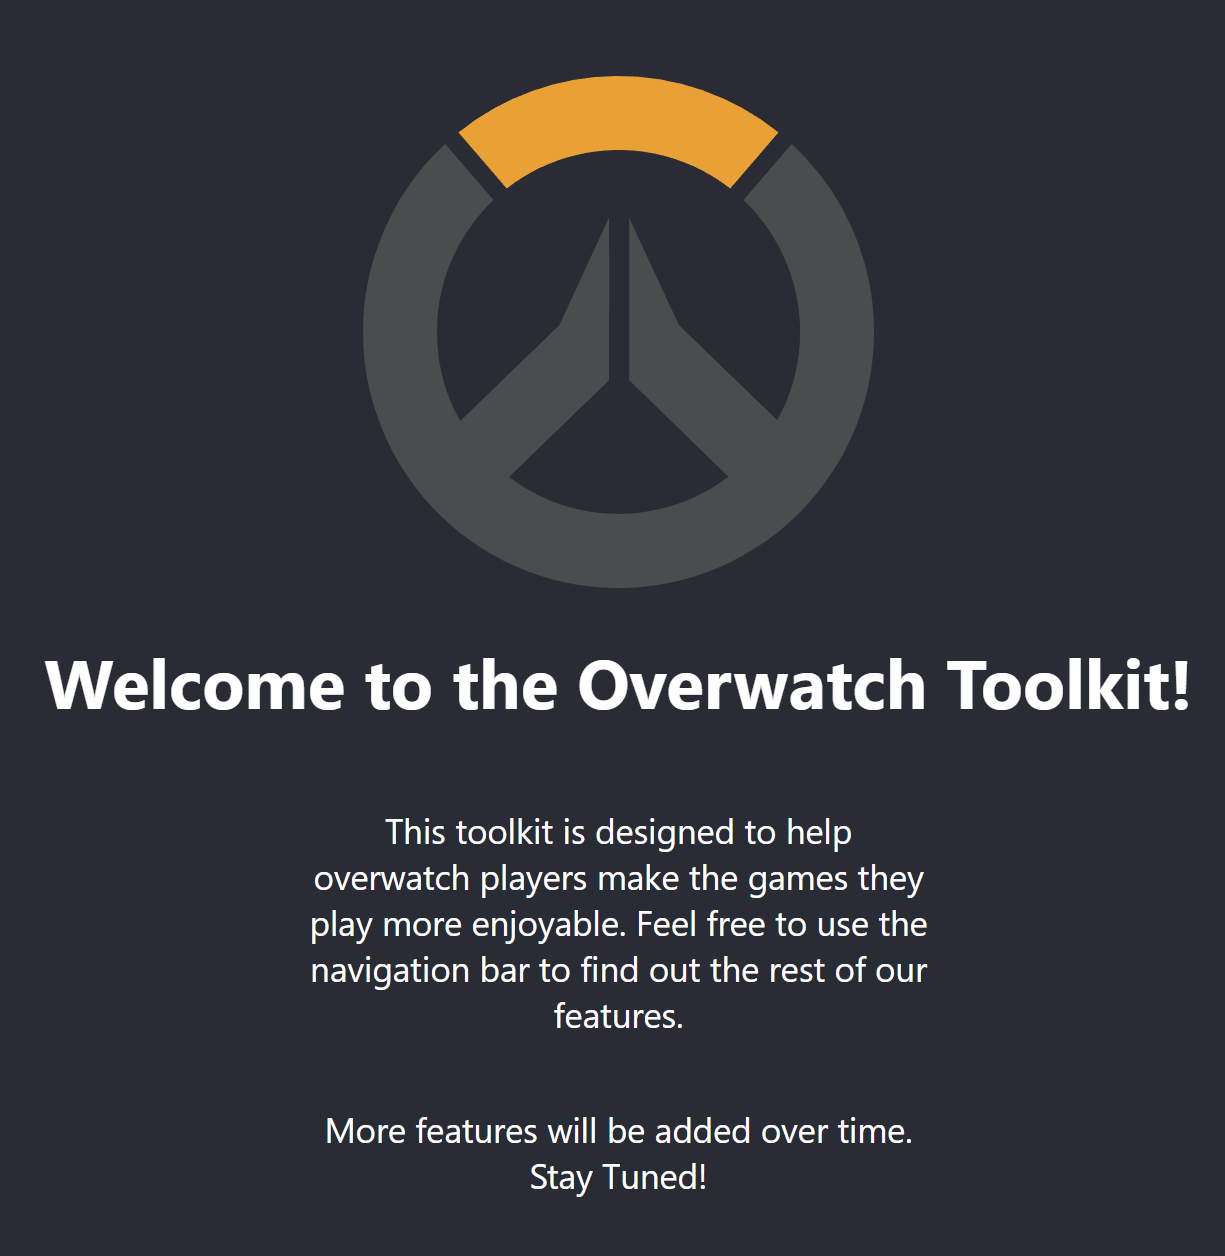 Welcome to the Overwatch Toolkit!
This toolkit is designed to help
overwatch players make the games they
play more enjoyable. Feel free to use the
navigation bar to find out the rest of our
features.
More features will be added over time.
Stay Tuned!